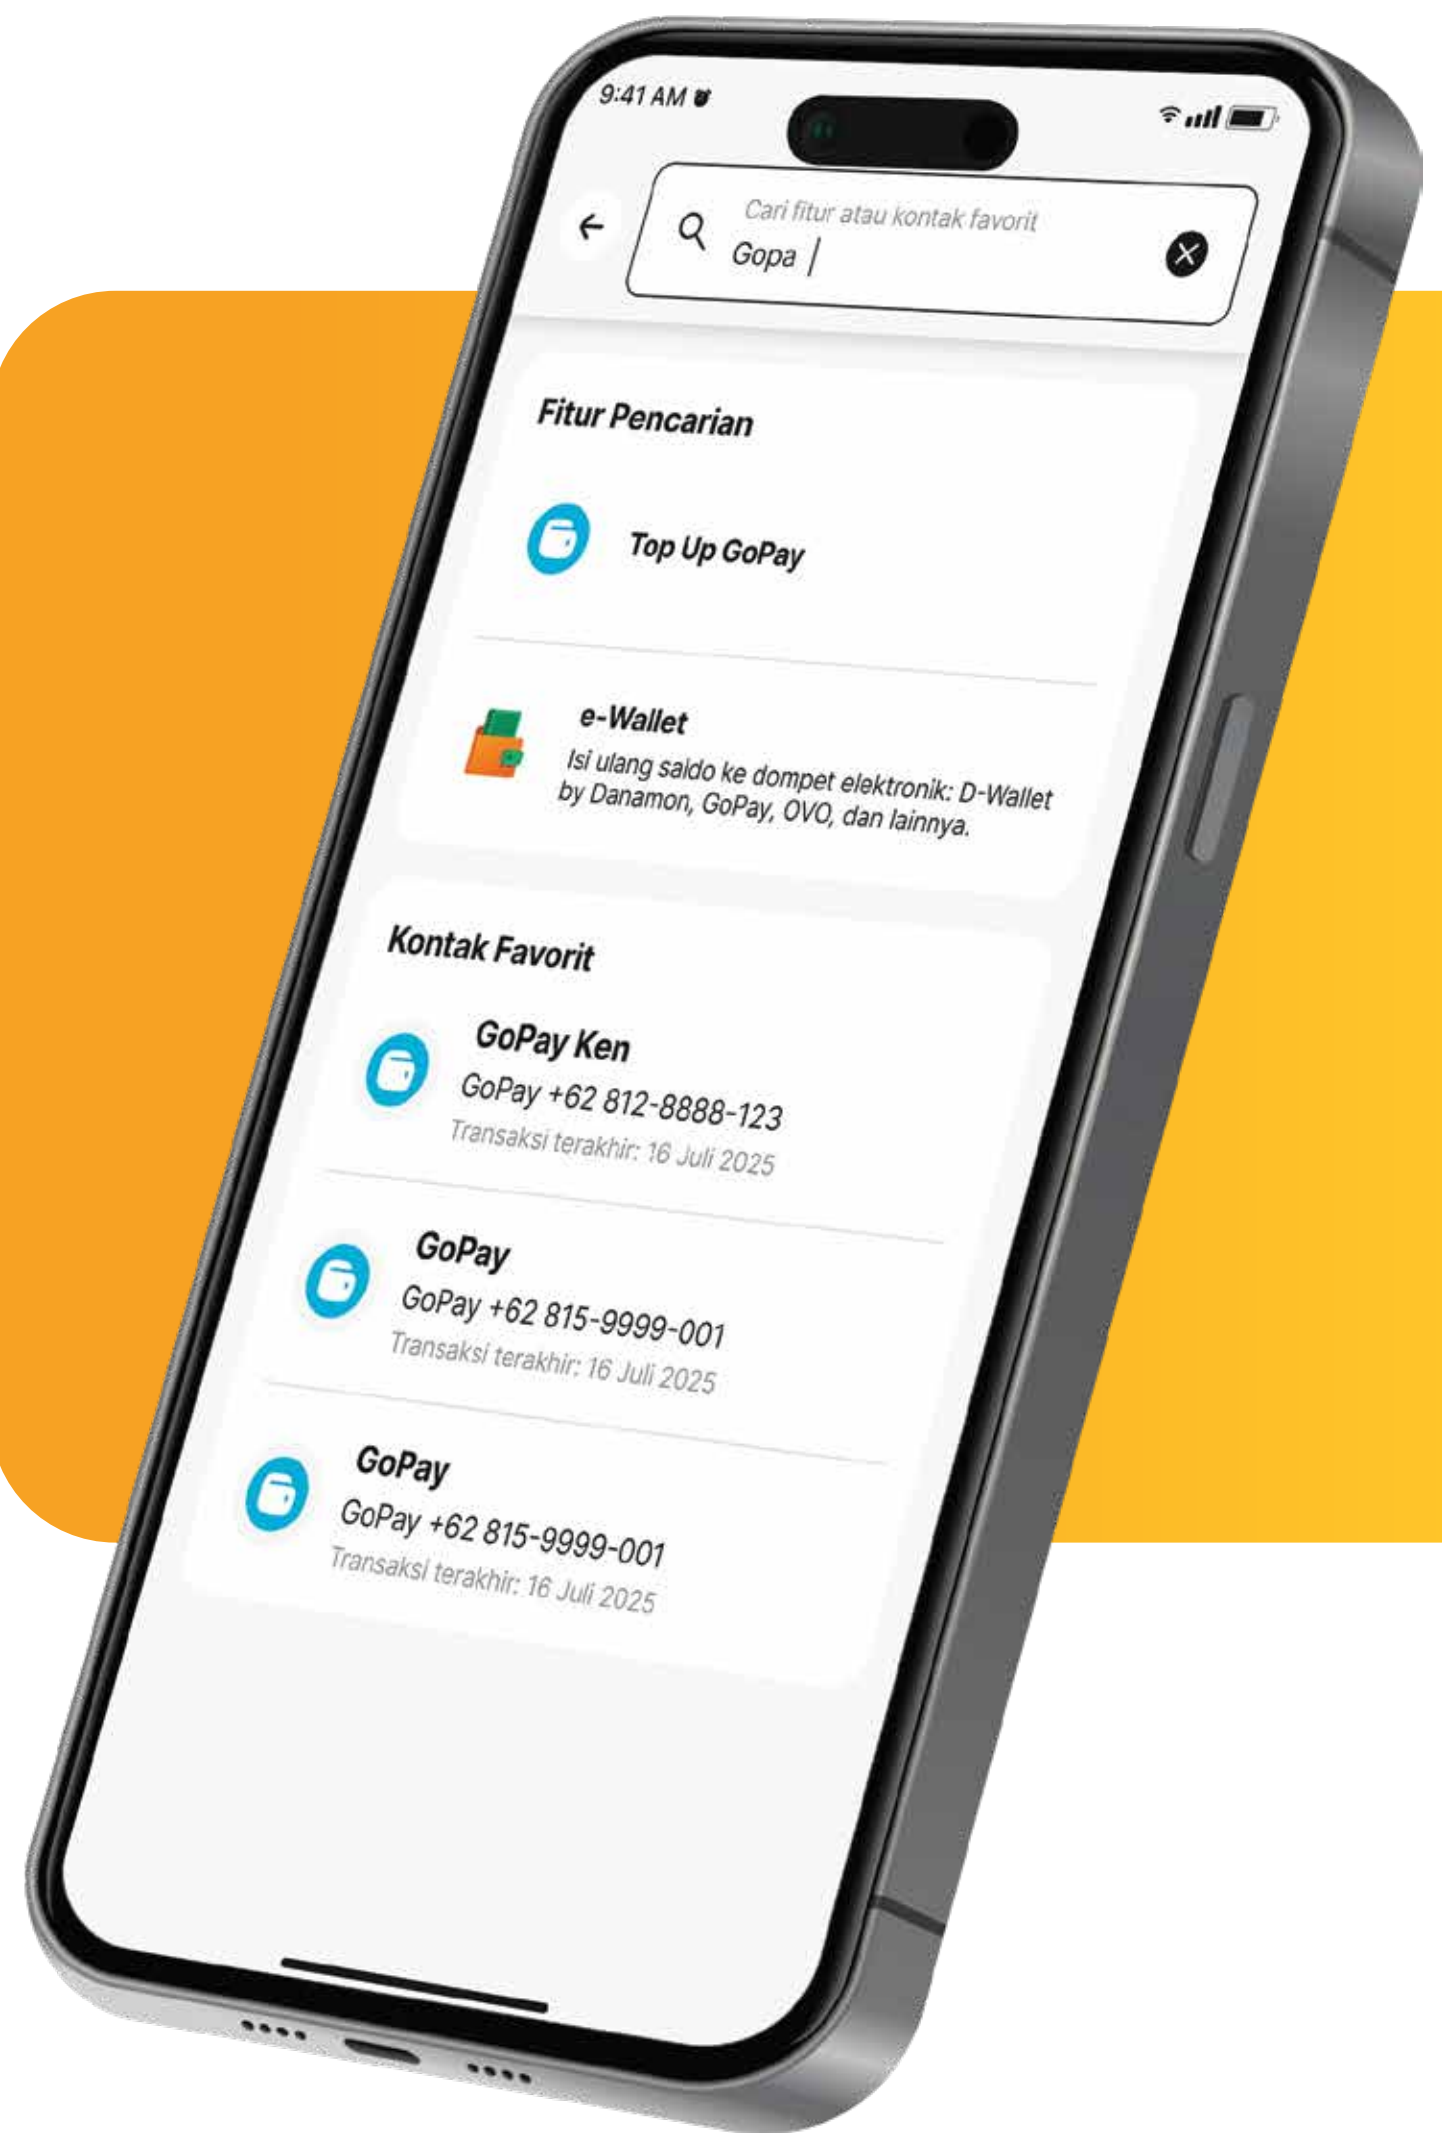 9:41 AM
Cari fitur atau kontak favorit
Gopa
Fitur Pencarian
Top Up GoPay
e-Wallet
Isi ulang saldo ke dompet elektronik: D-Wallet
by Danamon, GoPay, OVO, dan lainnya.
Kontak Favorit
GoPay Ken
GoPay +62 812-8888-123
Transaksi terakhir: 16 Juli 2025
GoPay
GoPay +62 815-9999-001
Transaksi terakhir: 16 Juli 2025
GoPay
GoPay +62 815-9999-001
Transaksi terakhir: 16 Juli 2025